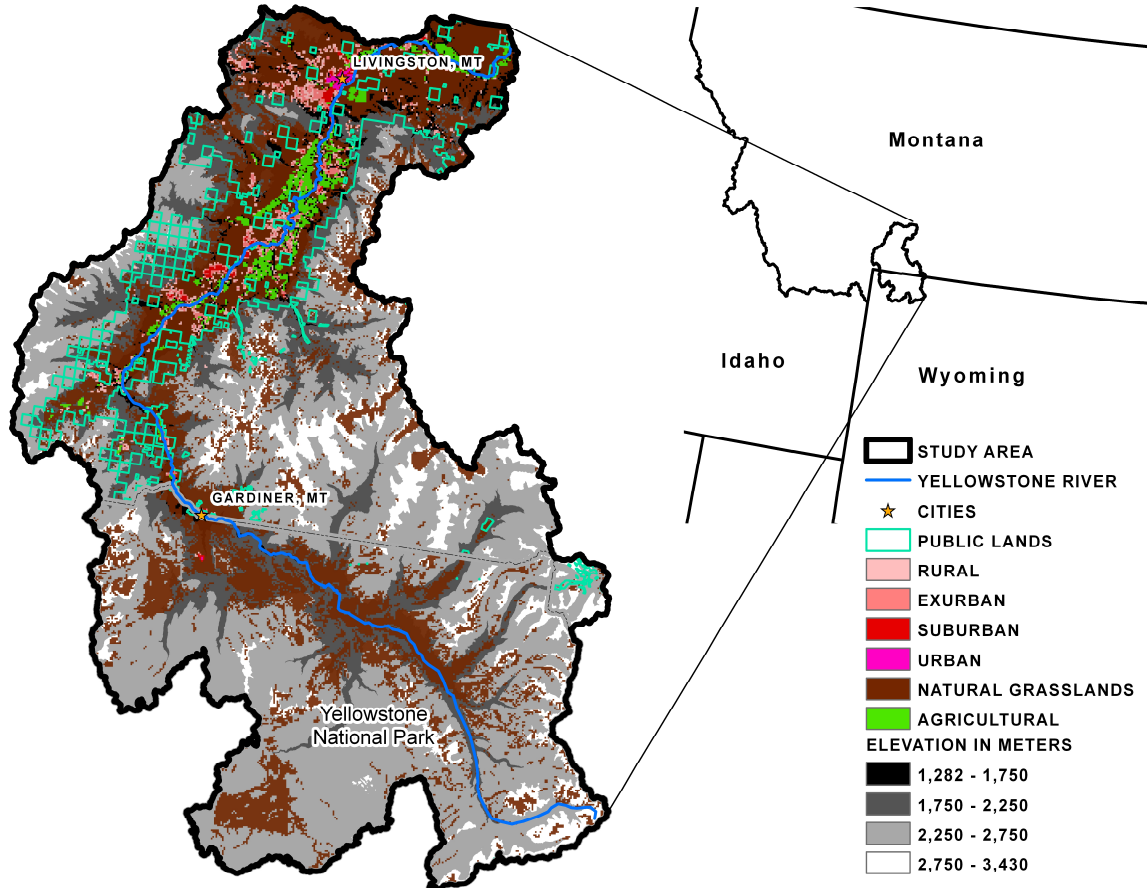 LIVINGSTON, MT
GARDINER, MT
Yellowstone
National Park
Montana
Idaho
Wyoming
STUDY AREA
YELLOWSTONE RIVER
CITIES
PUBLIC LANDS
RURAL
EXURBAN
SUBURBAN
URBAN
NATURAL GRASSLANDS
AGRICULTURAL
ELEVATION IN METERS
1,282 - 1,750
1,750 - 2,250
2,250 - 2,750
2,750 - 3,430